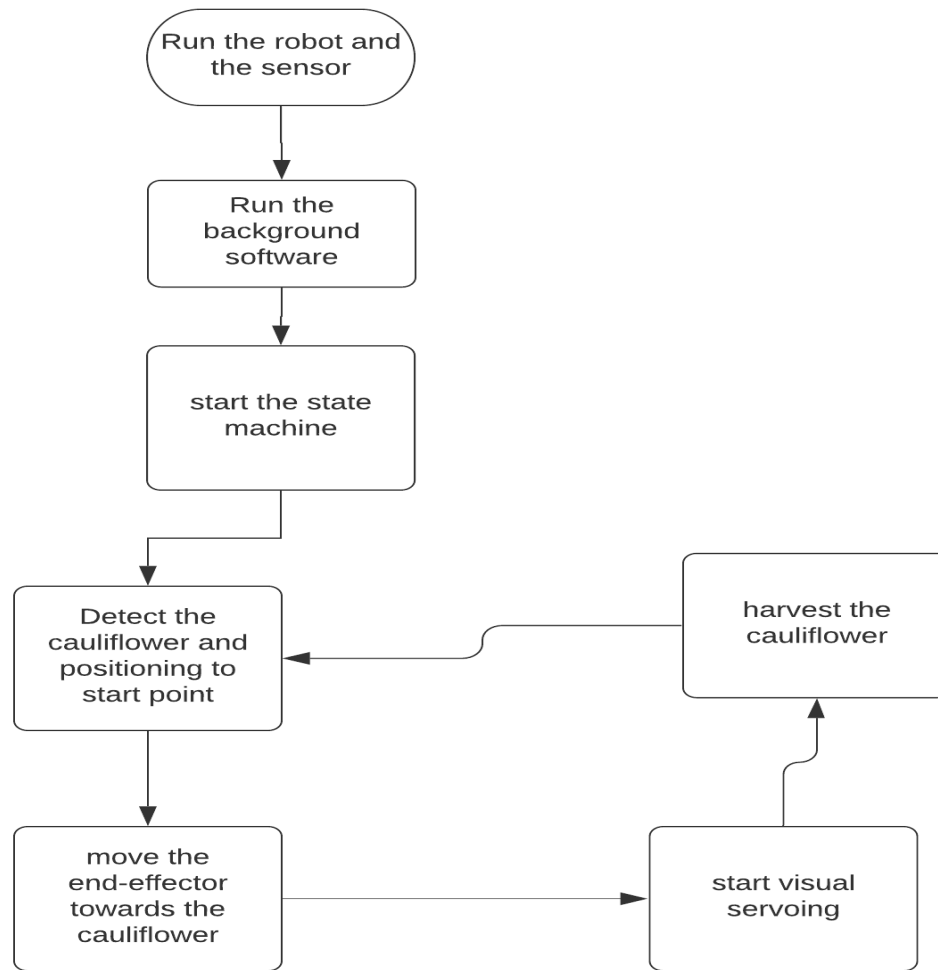 Run the robot and
the sensor
Run the
background
software
start the state
machine
Detect the
cauliflower and
positioning to
start point
move the
end-effector
towards the
cauliflower
start visual
servoing
harvest the
cauliflower